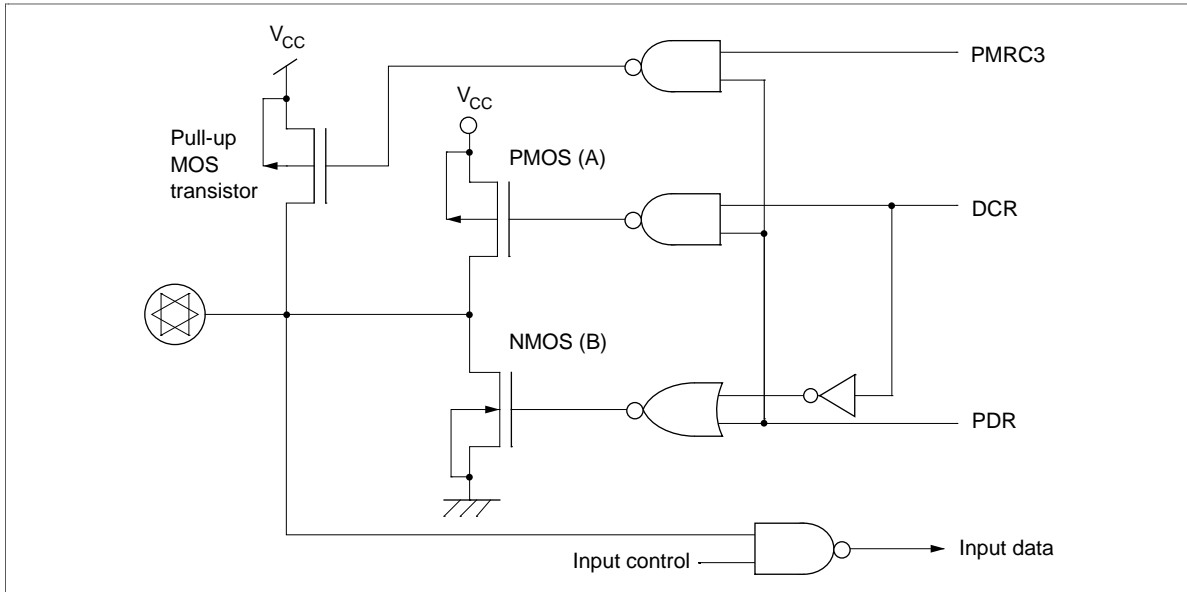 VCC
PMRC3
VCC
Pull-up
MOS
transistor
PMOS (A)
DCR
NMOS (B)
PDR
Input control
Input data